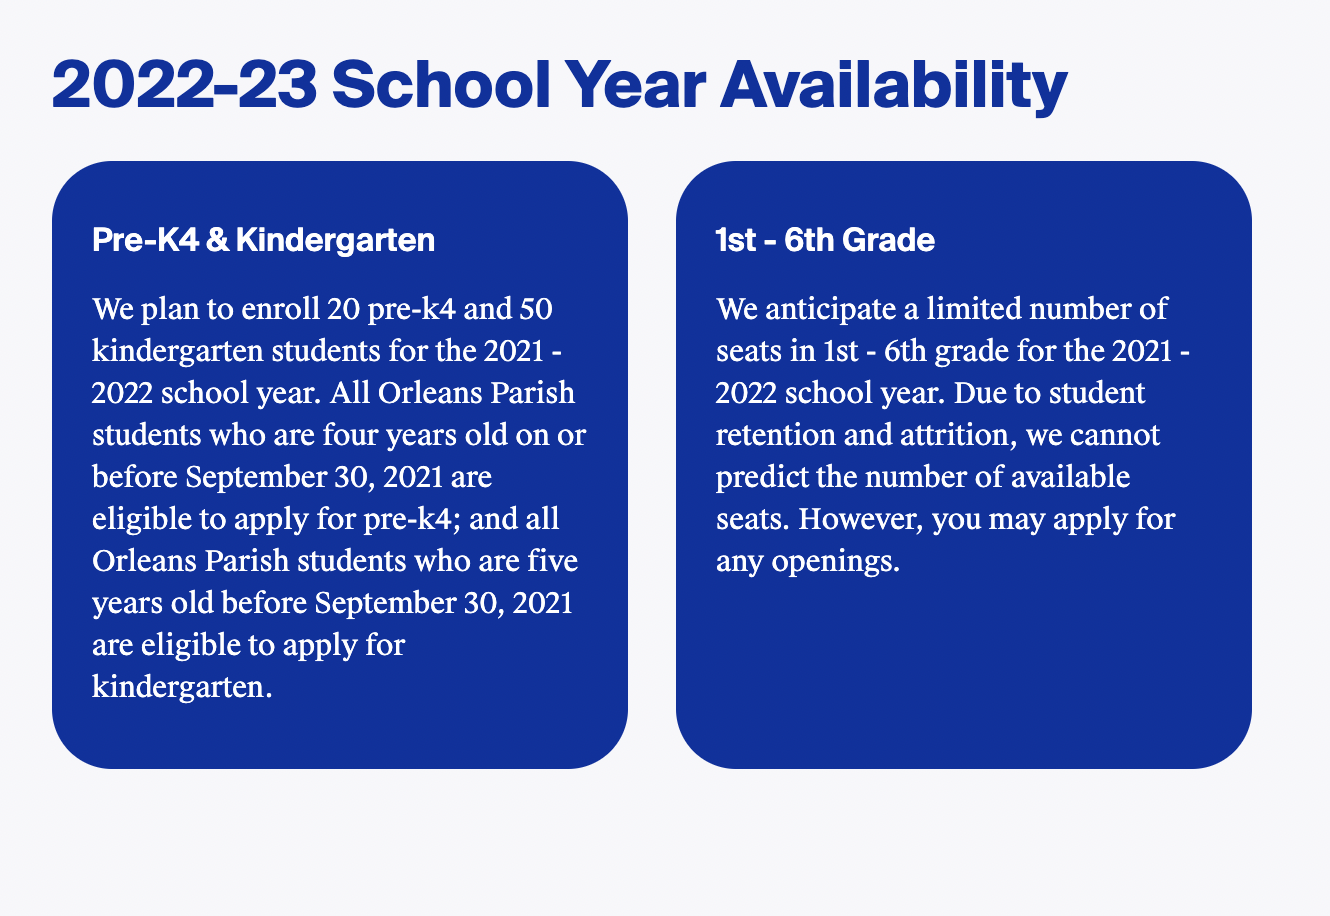 2022-23 School Year Availability
Pre-K4 & Kindergarten
We plan to enroll 20 pre-k4 and 50
kindergarten students for the 2021 -
2022 school year. All Orleans Parish
students who are four years old on or
before September 30, 2021 are
eligible to apply for pre-k4; and all
Orleans Parish students who are five
years old before September 30, 2021
are eligible to apply for
kindergarten.
1st - 6th Grade
We anticipate a limited number of
seats in 1st - 6th grade for the 2021 -
2022 school year. Due to student
retention and attrition, we cannot
predict the number of available
seats. However, you may apply for
any openings.